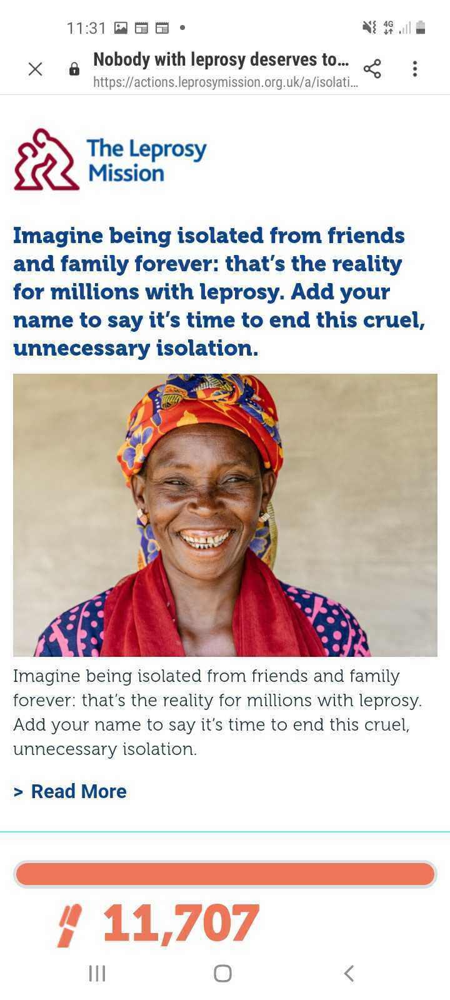 11:31
4G
Nobody with leprosy deserves to...
https://actions.leprosymission.org.uk/a/isolati...
The Leprosy
Mission
Imagine being isolated from friends
and family forever: that’s the reality
for millions with leprosy. Add your
name to say it’s time to end this cruel,
unnecessary isolation.
Imagine being isolated from friends and family
forever: that’s the reality for millions with leprosy.
Add your name to say it’s time to end this cruel,
unnecessary isolation.
> Read More
11,707